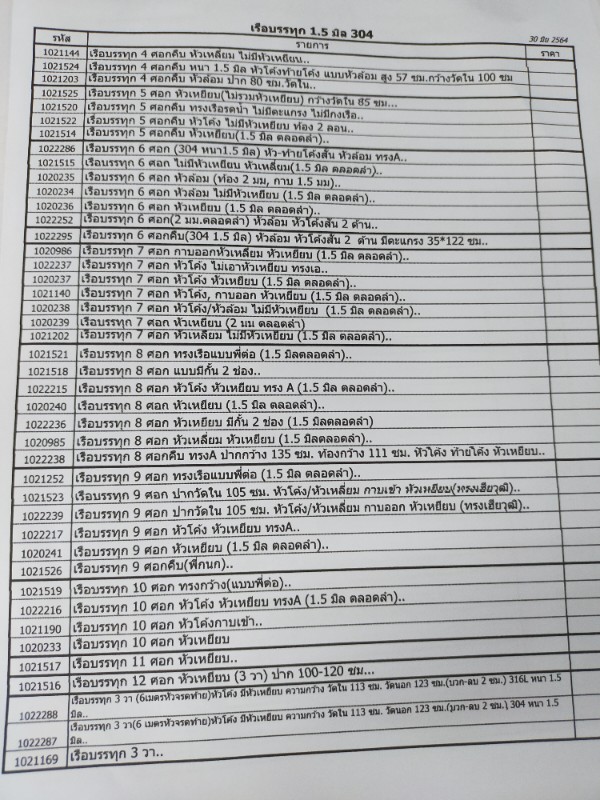 เรือบรรทุก 1.5 มิล 304
30 มิย 2564
รหัส รายการ ราคา
1021144 เรือบรรทุก 4 ศอกคืบ หัวเหลี่ยม ไม่มีหัวเหยียบ..
1021524 เรือบรรทุก 4 ศอกคืบ หนา 1.5 มิล หัวโค้งท้ายโค้ง แบบหัวล้อม สูง 57 ซม.กว้างวัดใน 100 ซม
1021203 เรือบรรทุก 4 ศอกคืบ หัวล้อม ปาก 80 ซม.วัดใน..
1021525 เรือบรรทุก 5 ศอก หัวเหยียบ(ไม่รวมหัวเหยียบ) กว้างวัดใน 85 ซม...
1021520 เรือบรรทุก 5 ศอกคืบ ทรงเรือรดน้ำ ไม่มีตะแกรง ไม่มีกงเรือ..
1021522 เรือบรรทุก 5 ศอกคืบ หัวโค้ง ไม่มีหัวเหยียบ ท้อง 2 ลอน..
1021514 เรือบรรทุก 5 ศอกคืบ หัวเหยียบ(1.5 มิล ตลอดลำ)..
1022286 เรือบรรทุก 6 ศอก (304 หนา1.5 มิล) หัว-ท้ายโค้งสั้น หัวล้อม ทรงA..
1021515 เรือบรรทุก 6 ศอก ไม่มีหัวเหยียบ หัวเหลี่ยม(1.5 มิล ตลอดลำ)..
1020235 เรือบรรทุก 6 ศอก หัวล้อม (ท้อง 2 มม, กาบ 1.5 มม)..
1020234 เรือบรรทุก 6 ศอก หัวล้อม ไม่มีหัวเหยียบ (1.5 มิล ตลอดลำ)..
1020236 เรือบรรทุก 6 ศอก หัวเหยียบ (1.5 มิล ตลอดลำ)..
1022252 เรือบรรทุก 6 ศอก(2 มม.ตลอดลำ) หัวล้อม หัวโค้งสั้น 2 ด้าน..
1022295 เรือบรรทุก 6 ศอกคืบ(304 1.5 มิล) หัวล้อม หัวโค้งสั้น 2 ด้าน มีตะแกรง 35*122 ซม..
1020986 เรือบรรทุก 7 ศอก กาบออกหัวเหลี่ยม หัวเหยียบ (1.5 มิล ตลอดลำ)..
1022237 เรือบรรทุก 7 ศอก หัวโค้ง ไม่เอาหัวเหยียบ ทรงเอ..
1020237 เรือบรรทุก 7 ศอก หัวโค้ง หัวเหยียบ (1.5 มิล ตลอดลำ)..
1021140 เรือบรรทุก 7 ศอก หัวโค้ง, กาบออก หัวเหยียบ (1.5 มิล ตลอดลำ)..
1020238 เรือบรรทุก 7 ศอก หัวโค้ง/หัวล้อม ไม่มีหัวเหยียบ (1.5 มิล ตลอดลำ)..
1020239 เรือบรรทุก 7 ศอก หัวเหยียบ (2 มม ตลอดลำ)
1021202 เรือบรรทุก 7 ศอก หัวเหลี่ยม ไม่มีหัวเหยียบ (1.5 มิล ตลอดลำ)..
1021521 เรือบรรทุก 8 ศอก ทรงเรือแบบพี่ต่อ (1.5 มิลตลอดลำ)..
1021518 เรือบรรทุก 8 ศอก แบบมีกั้น 2 ช่อง..
1022215 เรือบรรทุก 8 ศอก หัวโค้ง หัวเหยียบ ทรง A (1.5 มิล ตลอดลำ)..
1020240 เรือบรรทุก 8 ศอก หัวเหยียบ (1.5 มิล ตลอดลำ)..
1022236 เรือบรรทุก 8 ศอก หัวเหยียบ มีกั้น 2 ช่อง (1.5 มิลตลอดลำ)
1020985 เรือบรรทุก 8 ศอก หัวเหลี่ยม หัวเหยียบ (1.5 มิลตลอดลำ)..
1022238 เรือบรรทุก 8 ศอกคืบ ทรงA ปากกว้าง 135 ซม. ท้องกว้าง 111 ซม. หัวโค้ง ท้ายโค้ง หัวเหยียบ..
1021252 เรือบรรทุก 9 ศอก ทรงเรือแบบพี่ต่อ (1.5 มิล ตลอดลำ)..
1021523 เรือบรรทุก 9 ศอก ปากวัดใน 105 ซม. หัวโค้ง/หัวเหลี่ยม กาบเข้า หัวเหยียบ(ทรงเฮียวุฒิ)..
1022239 เรือบรรทุก 9 ศอก ปากวัดใน 105 ซม. หัวโค้ง/หัวเหลี่ยม กาบออก หัวเหยียบ (ทรงเฮียวุฒิ)..
1022217 เรือบรรทุก 9 ศอก หัวโค้ง หัวเหยียบ ทรงA..
1020241 เรือบรรทุก 9 ศอก หัวเหยียบ (1.5 มิล ตลอดลำ)..
1021526 เรือบรรทุก 9 ศอกคืบ(พี่กนก)..
1021519 เรือบรรทุก 10 ศอก ทรงกว้าง(แบบพี่ต่อ)..
1022216 เรือบรรทุก 10 ศอก หัวโค้ง หัวเหยียบ ทรงA (1.5 มิล ตลอดลำ)..
1021190 เรือบรรทุก 10 ศอก หัวโค้งกาบเข้า..
1020233 เรือบรรทุก 10 ศอก หัวเหยียบ
1021517 เรือบรรทุก 11 ศอก หัวเหยียบ..
1021516 เรือบรรทุก 12 ศอก หัวเหยียบ (3 วา) ปาก 100-120 ซม...
เรือบรรทุก 3 วา (6เมตรหัวจรดท้าย)หัวโค้ง มีหัวเหยียบ ความกว้าง วัดใน 113 ซม. วัดนอก 123 ซม.(บวก-ลบ 2 ซม.) 316L หนา 1.5
1022288 มิล..
เรือบรรทุก 3 วา(6 เมตรหัวจรดท้าย)หัวโค้ง มีหัวเหยียบ ความกว้าง วัดใน 113 ซม. วัดนอก 123 ซม.(บวก-ลบ 2 ซม.) 304 หนา 1.5
1022287 มิล..
1021169 เรือบรรทุก 3 วา..